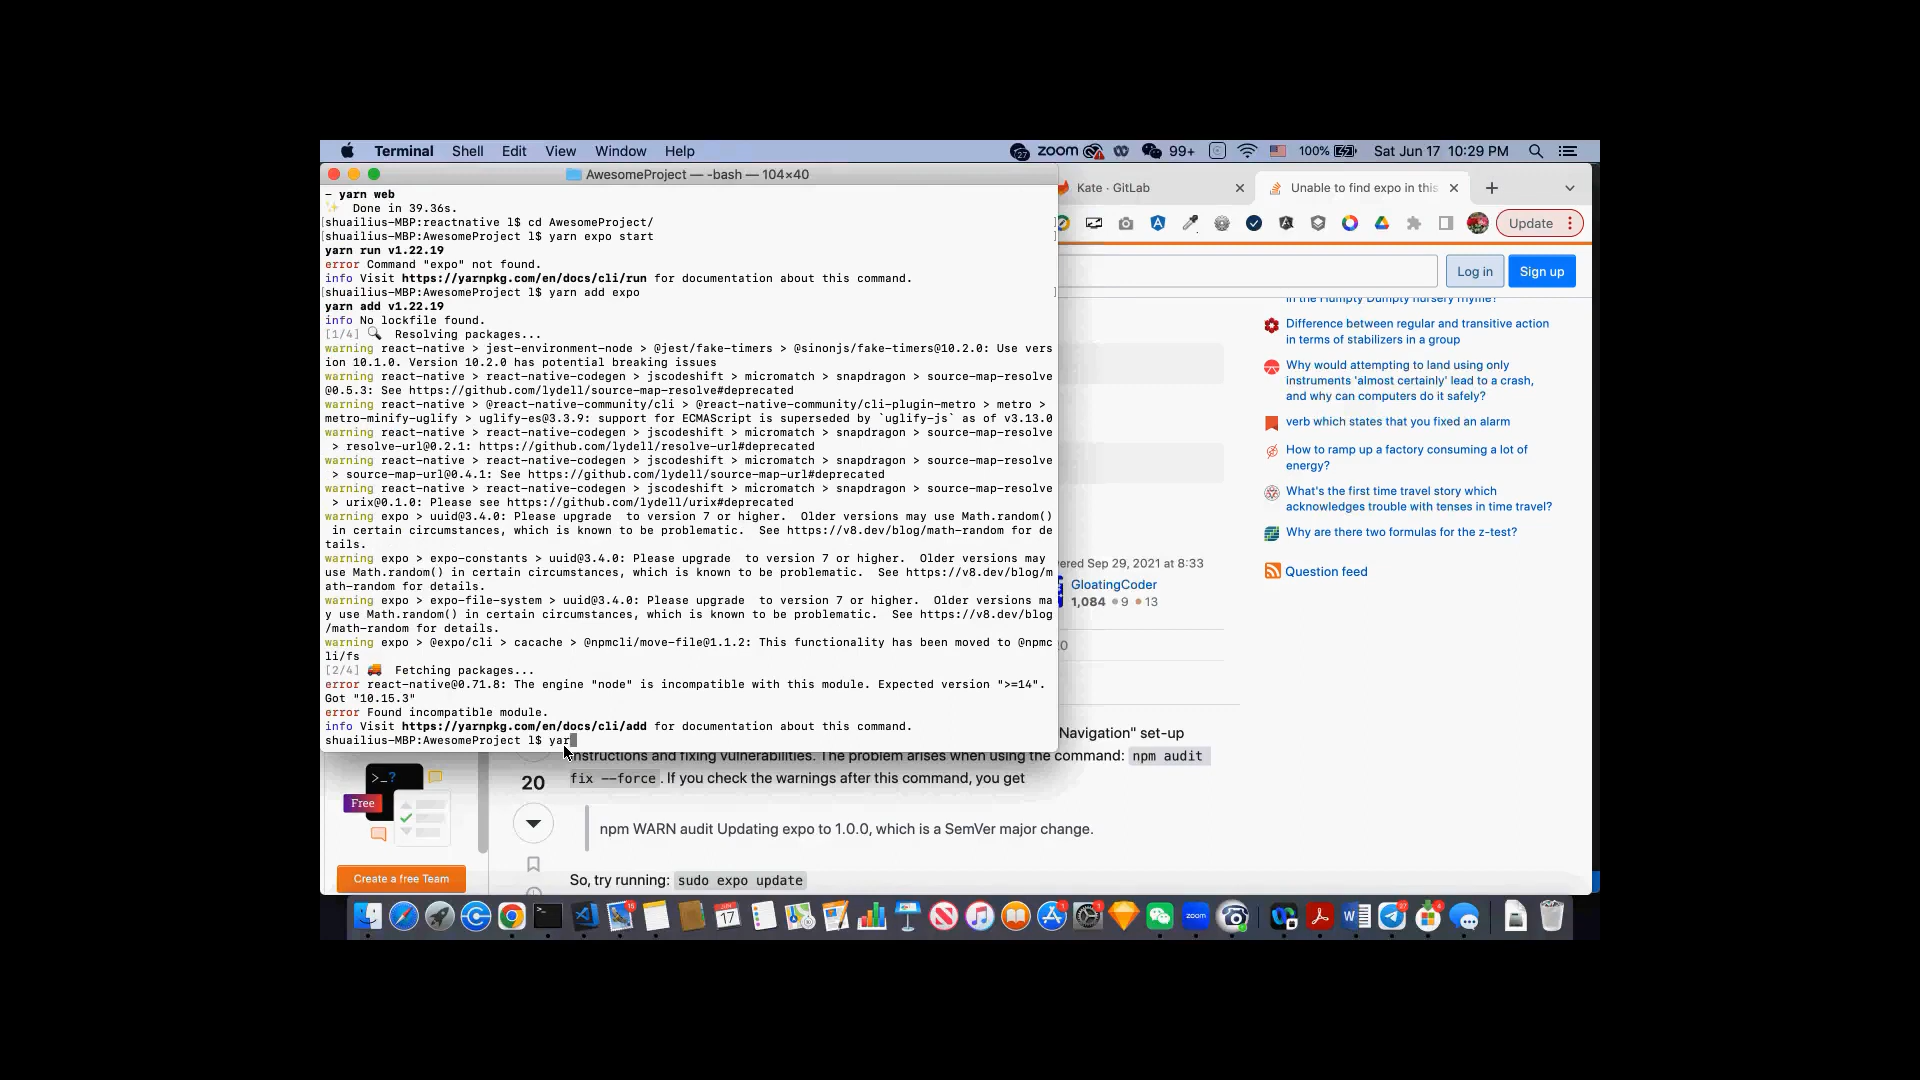 Terminal Shell Edit View Window Help
27 zoom 99+ 100% Sat Jun 17 10:29 PM
AwesomeProject — -bash — 104×40
- yarn web
✨ Done in 39.36s.
[shuailius-MBP:reactnative l$ cd AwesomeProject/ ]
[shuailius-MBP:AwesomeProject l$ yarn expo start ]
yarn run v1.22.19
error Command "expo" not found.
info Visit https://yarnpkg.com/en/docs/cli/run for documentation about this command.
[shuailius-MBP:AwesomeProject l$ yarn add expo ]
yarn add v1.22.19
info No lockfile found.
[1/4] 🔍 Resolving packages...
warning react-native > jest-environment-node > @jest/fake-timers > @sinonjs/fake-timers@10.2.0: Use vers
ion 10.1.0. Version 10.2.0 has potential breaking issues
warning react-native > react-native-codegen > jscodeshift > micromatch > snapdragon > source-map-resolve
@0.5.3: See https://github.com/lydell/source-map-resolve#deprecated
warning react-native > @react-native-community/cli > @react-native-community/cli-plugin-metro > metro >
metro-minify-uglify > uglify-es@3.3.9: support for ECMAScript is superseded by `uglify-js` as of v3.13.0
warning react-native > react-native-codegen > jscodeshift > micromatch > snapdragon > source-map-resolve
 > resolve-url@0.2.1: https://github.com/lydell/resolve-url#deprecated
warning react-native > react-native-codegen > jscodeshift > micromatch > snapdragon > source-map-resolve
 > source-map-url@0.4.1: See https://github.com/lydell/source-map-url#deprecated
warning react-native > react-native-codegen > jscodeshift > micromatch > snapdragon > source-map-resolve
 > urix@0.1.0: Please see https://github.com/lydell/urix#deprecated
warning expo > uuid@3.4.0: Please upgrade  to version 7 or higher.  Older versions may use Math.random()
 in certain circumstances, which is known to be problematic.  See https://v8.dev/blog/math-random for de
tails.
warning expo > expo-constants > uuid@3.4.0: Please upgrade  to version 7 or higher.  Older versions may
use Math.random() in certain circumstances, which is known to be problematic.  See https://v8.dev/blog/m
ath-random for details.
warning expo > expo-file-system > uuid@3.4.0: Please upgrade  to version 7 or higher.  Older versions ma
y use Math.random() in certain circumstances, which is known to be problematic.  See https://v8.dev/blog
/math-random for details.
warning expo > @expo/cli > cacache > @npmcli/move-file@1.1.2: This functionality has been moved to @npmc
li/fs
[2/4] 🚚 Fetching packages...
error react-native@0.71.8: The engine "node" is incompatible with this module. Expected version ">=14".
Got "10.15.3"
error Found incompatible module.
info Visit https://yarnpkg.com/en/docs/cli/add for documentation about this command.
shuailius-MBP:AwesomeProject l$ yar
Kate · GitLab
Unable to find expo in this
Update
Log in
Sign up
in the Humpty Dumpty nursery rhyme?
Difference between regular and transitive action
in terms of stabilizers in a group
Why would attempting to land using only
instruments 'almost certainly' lead to a crash,
and why can computers do it safely?
verb which states that you fixed an alarm
How to ramp up a factory consuming a lot of
energy?
What's the first time travel story which
acknowledges trouble with tenses in time travel?
Why are there two formulas for the z-test?
Question feed
ered Sep 29, 2021 at 8:33
GloatingCoder
1,084 9 13
Navigation" set-up
instructions and fixing vulnerabilities. The problem arises when using the command: npm audit
fix --force . If you check the warnings after this command, you get
20
npm WARN audit Updating expo to 1.0.0, which is a SemVer major change.
So, try running: sudo expo update
>_?
Free
Create a free Team
JUN
17
zoom